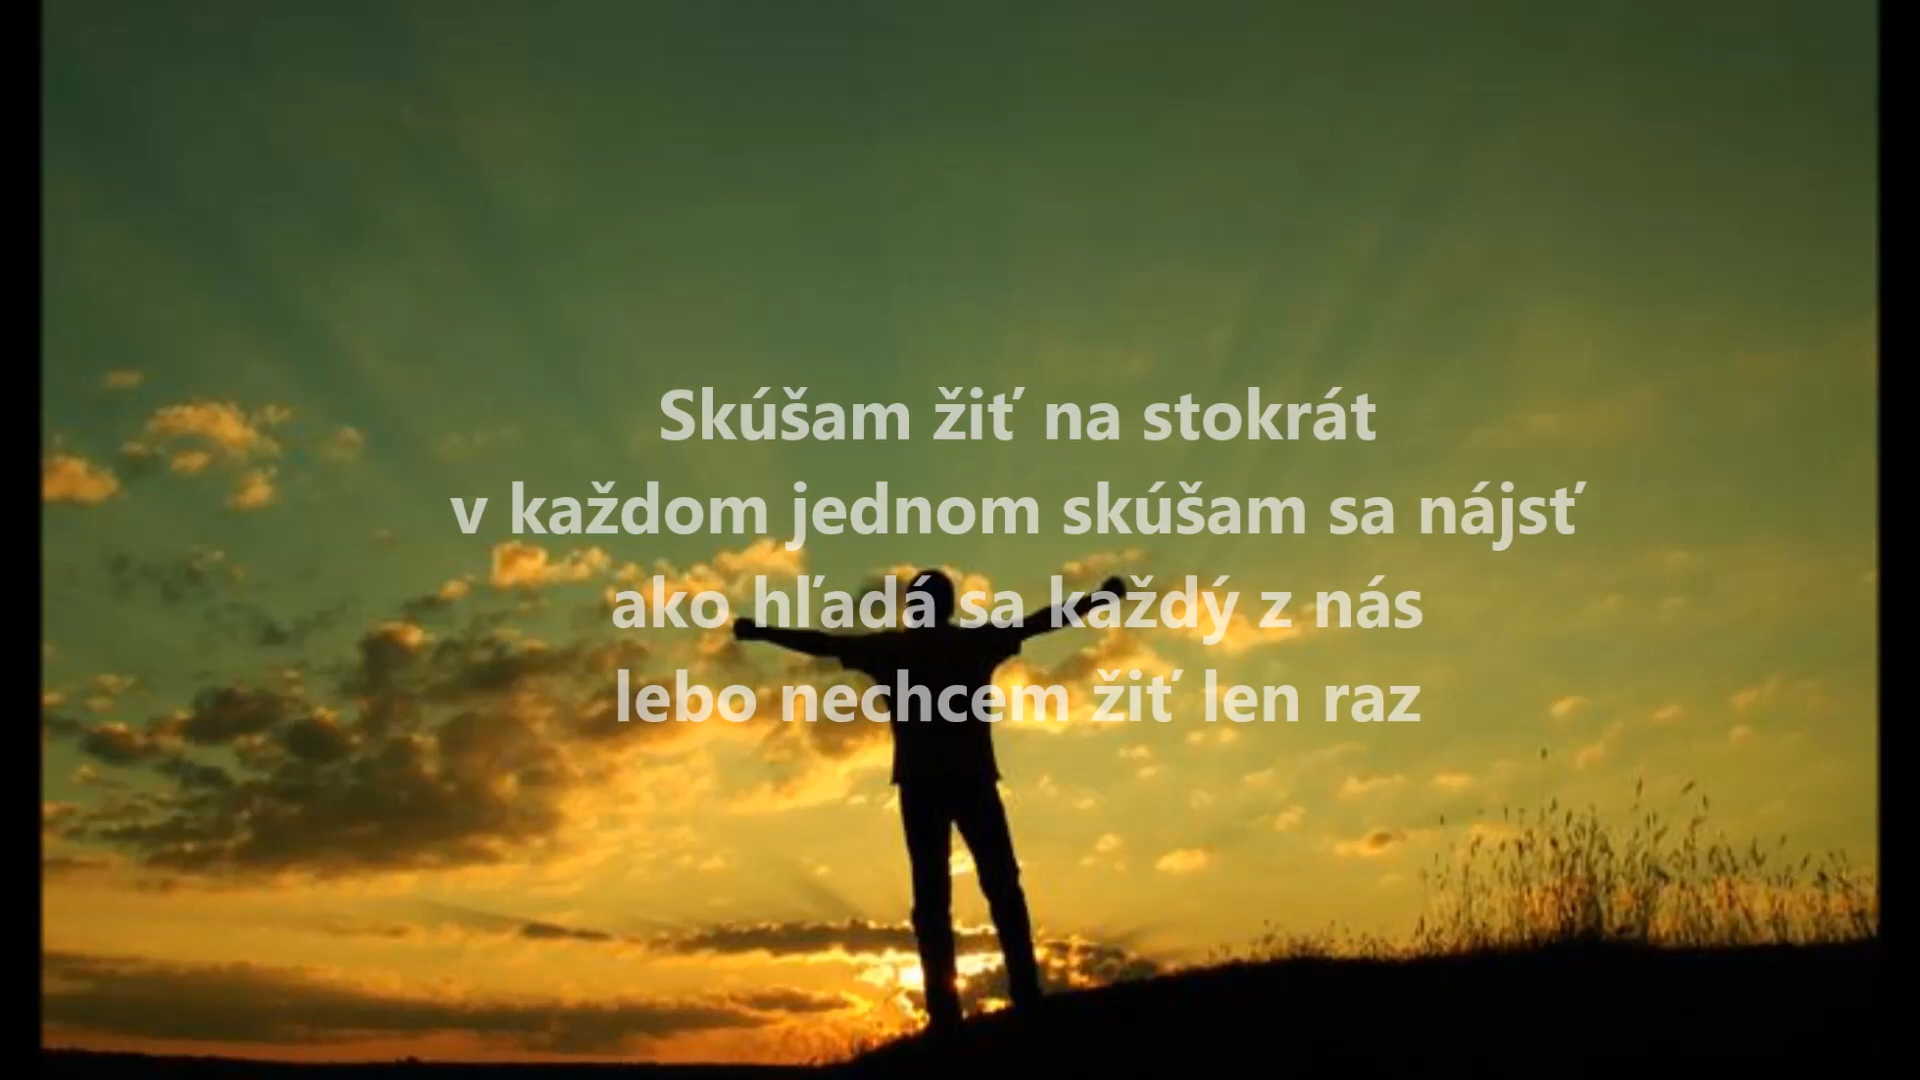 Skúšam žiť na stokrát
v každom jednom skúšam sa nájsť
ako hľadá sa každý z nás
lebo nechcem žiť len raz